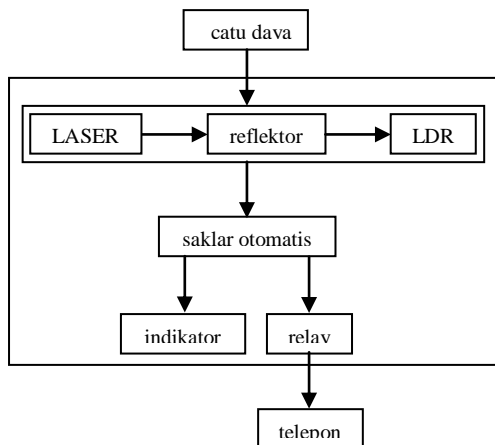 catu daya
LASER
reflektor
LDR
saklar otomatis
indikator
relay
telepon